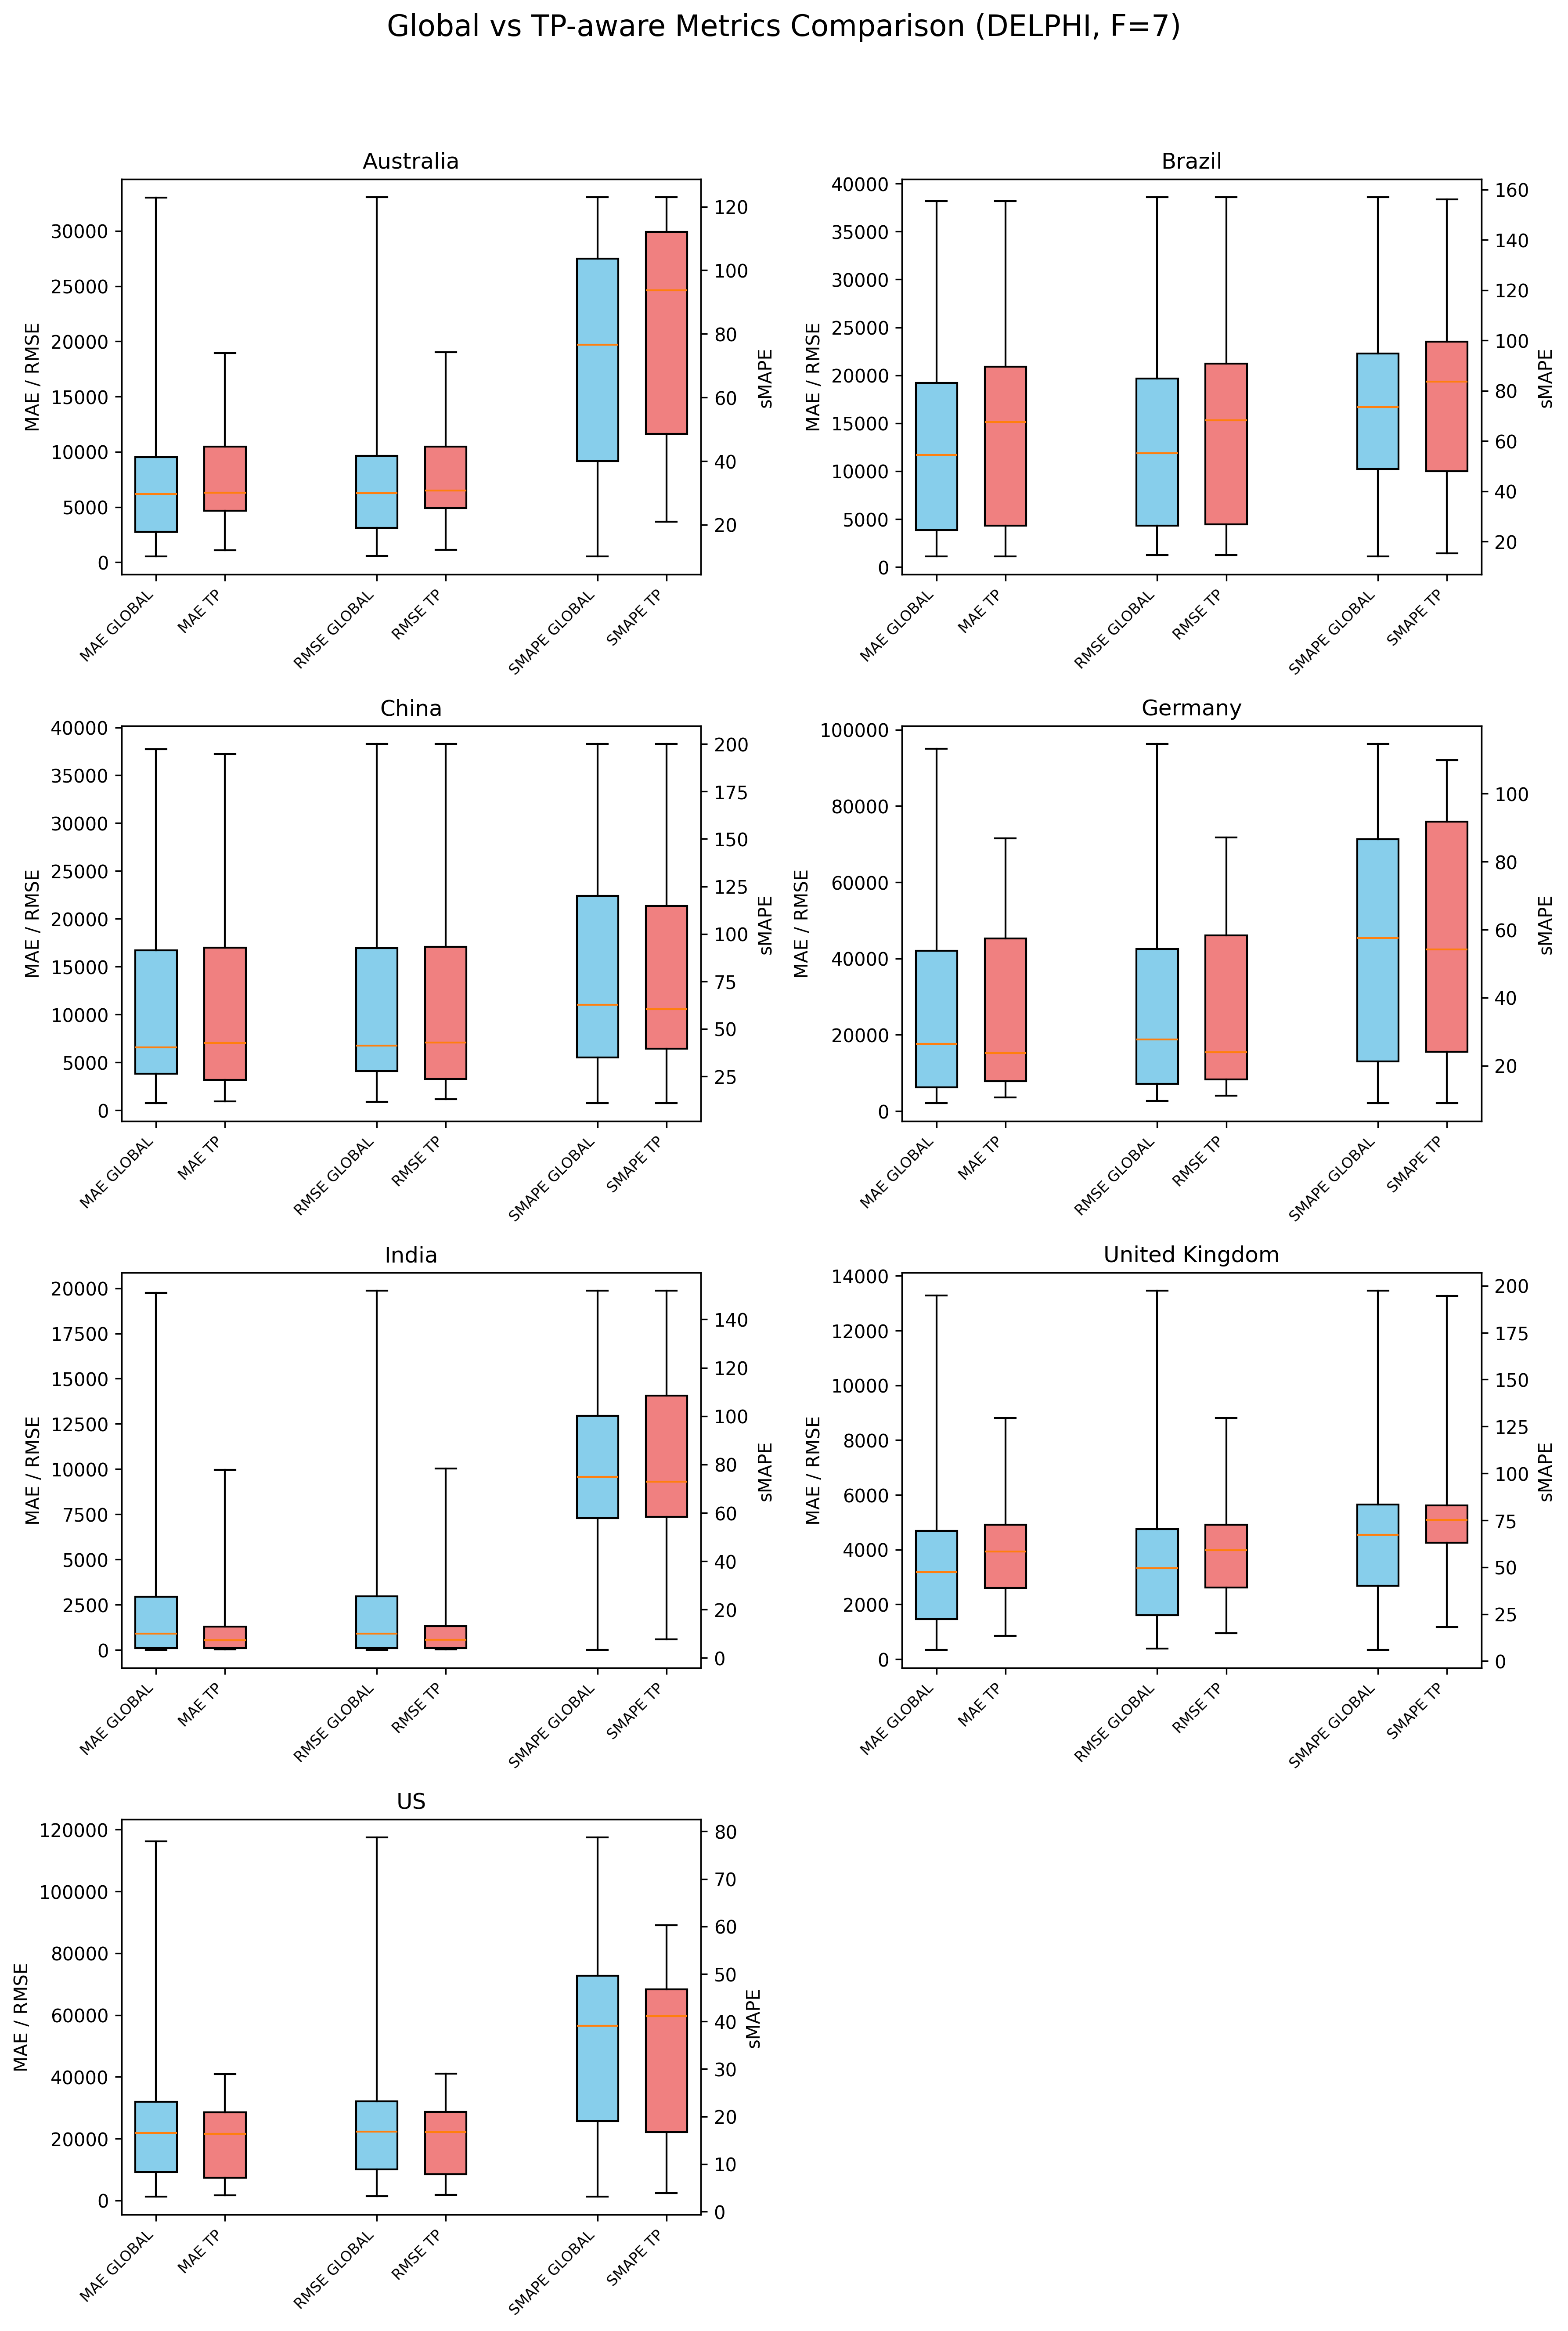 Global vs TP-aware Metrics Comparison (DELPHI, F=7)
Australia
MAE / RMSE
30000
25000
20000
15000
10000
5000
0
120
100
80
60
40
20
sMAPE
MAE GLOBAL
MAE TP
RMSE GLOBAL
RMSE TP
SMAPE GLOBAL
SMAPE TP
Brazil
MAE / RMSE
40000
35000
30000
25000
20000
15000
10000
5000
0
160
140
120
100
80
60
40
20
sMAPE
MAE GLOBAL
MAE TP
RMSE GLOBAL
RMSE TP
SMAPE GLOBAL
SMAPE TP
China
MAE / RMSE
40000
35000
30000
25000
20000
15000
10000
5000
0
200
175
150
125
100
75
50
25
sMAPE
MAE GLOBAL
MAE TP
RMSE GLOBAL
RMSE TP
SMAPE GLOBAL
SMAPE TP
Germany
MAE / RMSE
100000
80000
60000
40000
20000
0
100
80
60
40
20
sMAPE
MAE GLOBAL
MAE TP
RMSE GLOBAL
RMSE TP
SMAPE GLOBAL
SMAPE TP
India
MAE / RMSE
20000
17500
15000
12500
10000
7500
5000
2500
0
140
120
100
80
60
40
20
0
sMAPE
MAE GLOBAL
MAE TP
RMSE GLOBAL
RMSE TP
SMAPE GLOBAL
SMAPE TP
United Kingdom
MAE / RMSE
14000
12000
10000
8000
6000
4000
2000
0
200
175
150
125
100
75
50
25
0
sMAPE
MAE GLOBAL
MAE TP
RMSE GLOBAL
RMSE TP
SMAPE GLOBAL
SMAPE TP
US
MAE / RMSE
120000
100000
80000
60000
40000
20000
0
80
70
60
50
40
30
20
10
0
sMAPE
MAE GLOBAL
MAE TP
RMSE GLOBAL
RMSE TP
SMAPE GLOBAL
SMAPE TP